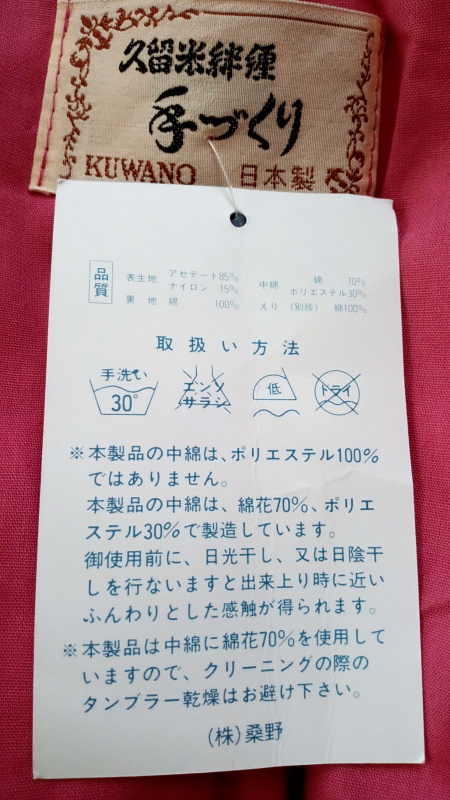 久留米絆纏
手づくり
KUWANO 日本製
品質
表生地 アセテート85% ナイロン 15%
裏地 綿 100%
中綿 綿 70% ポリエステル30%
えり (別珍) 綿100%
取扱い方法
手洗い 30° エンソサラシ 低 ドライ
※本製品の中綿は、ポリエステル100%
ではありません。
本製品の中綿は、綿花70%、ポリエ
ステル30%で製造しています。
御使用前に、日光干し、又は日陰干
しを行ないますと出来上り時に近い
ふんわりとした感触が得られます。
※本製品は中綿に綿花70%を使用して
いますので、クリーニングの際の
タンブラー乾燥はお避け下さい。
(株)桑野